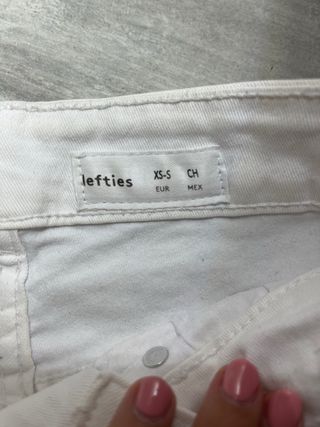 lefties XS-S CH
EUR MEX